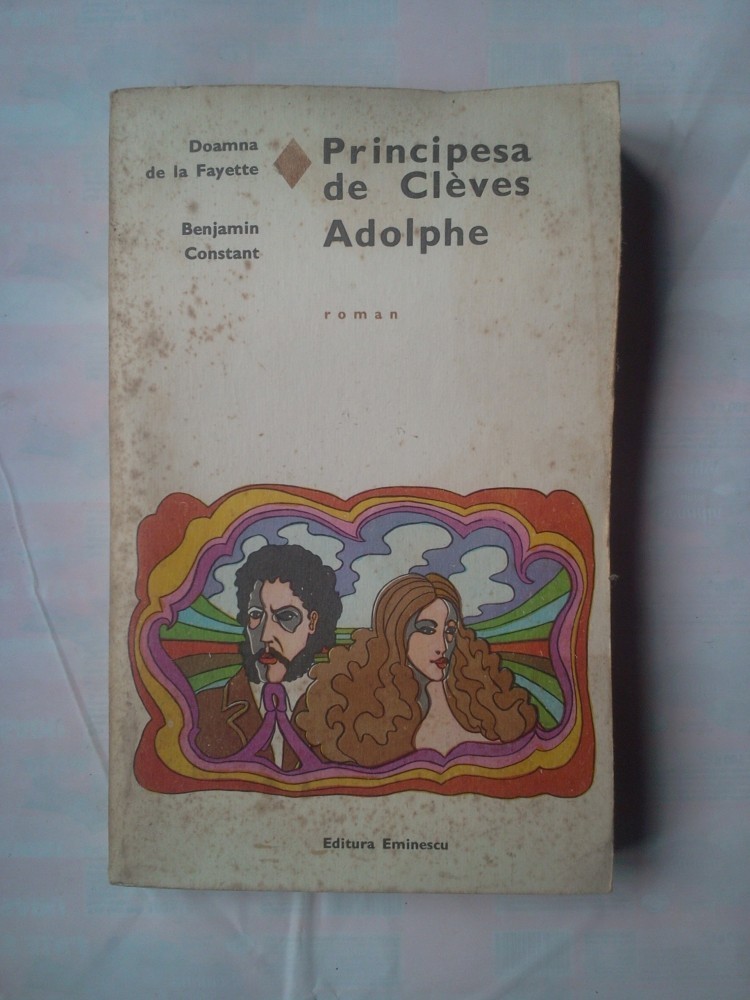 Doamna
de la Fayette
Principesa
de Clèves
Benjamin
Constant
Adolphe
roman
Editura Eminescu